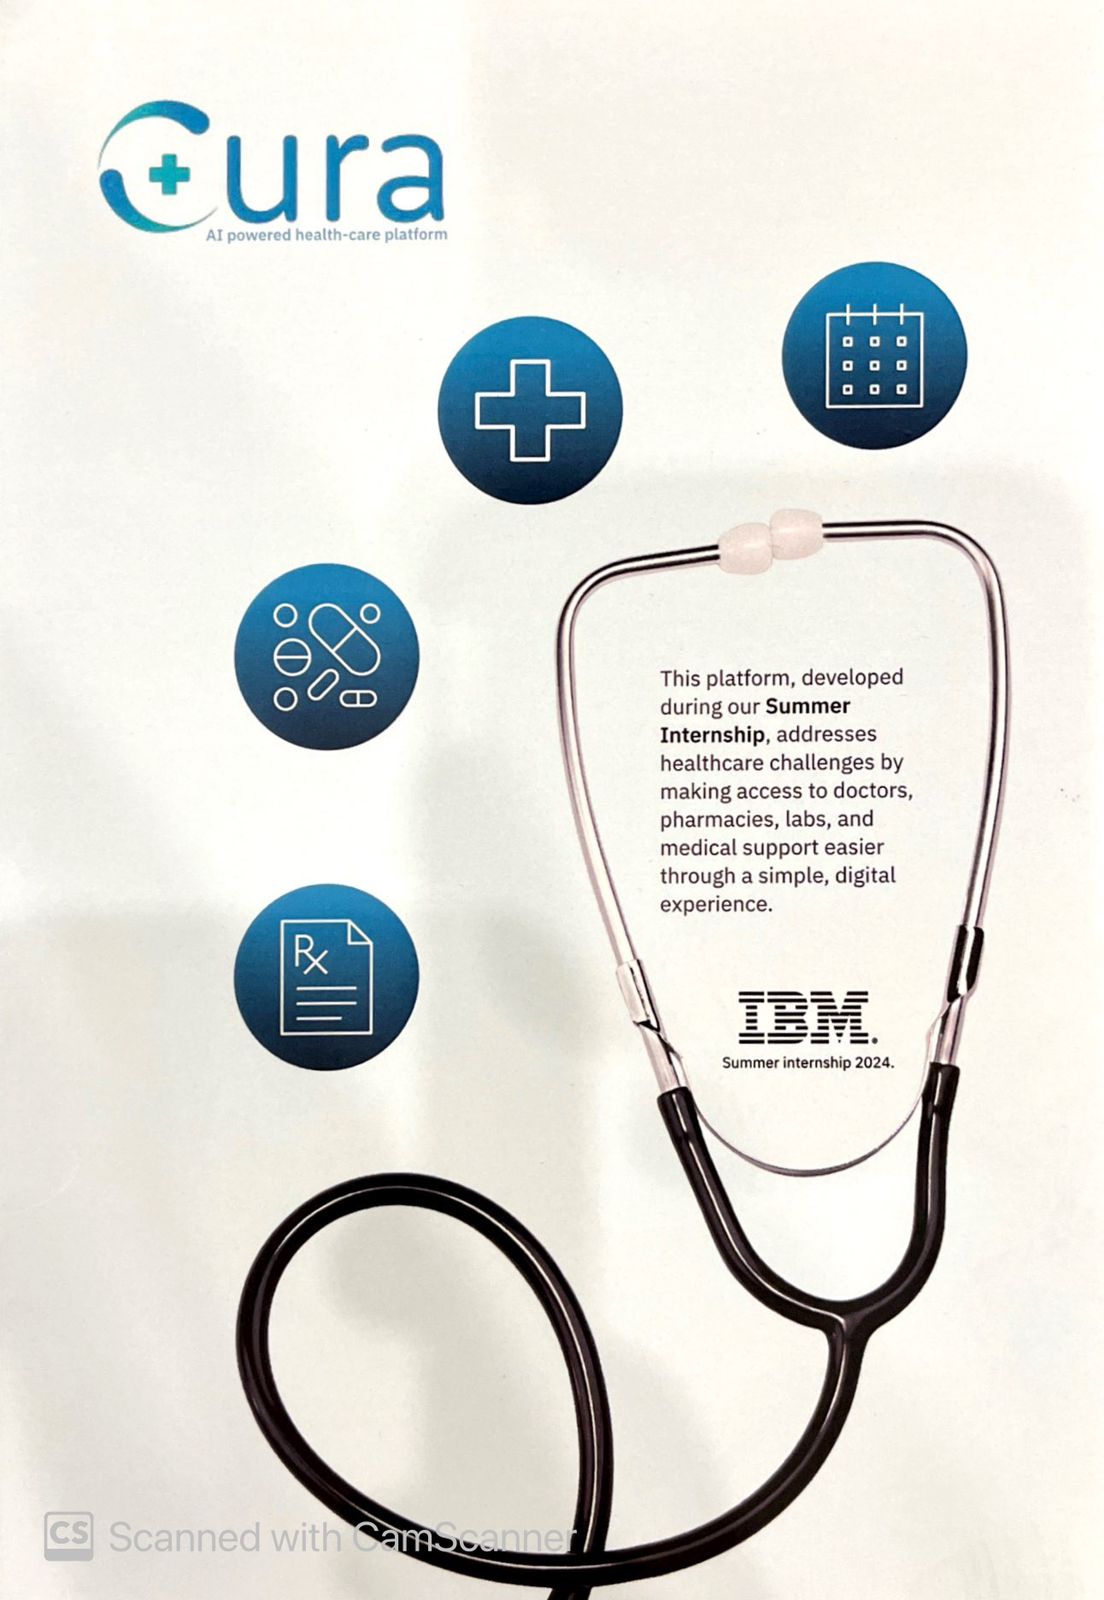 Cura
AI powered health-care platform
This platform, developed
during our Summer
Internship, addresses
healthcare challenges by
making access to doctors,
pharmacies, labs, and
medical support easier
through a simple, digital
experience.
Rx
IBM.
Summer internship 2024.
CS Scanned with CamScanner